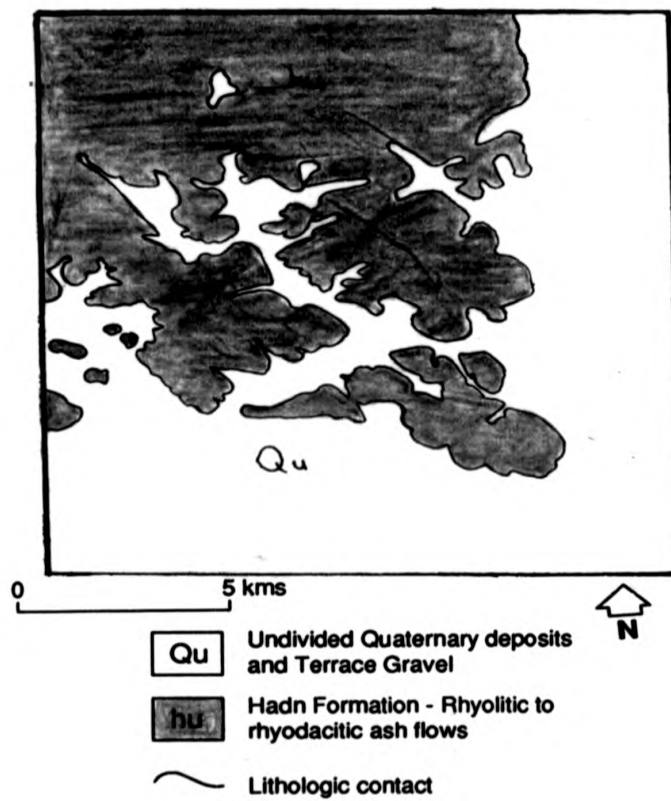 Qu
0 5 kms
N
Qu Undivided Quaternary deposits
and Terrace Gravel
hu Hadn Formation - Rhyolitic to
rhyodacitic ash flows
Lithologic contact